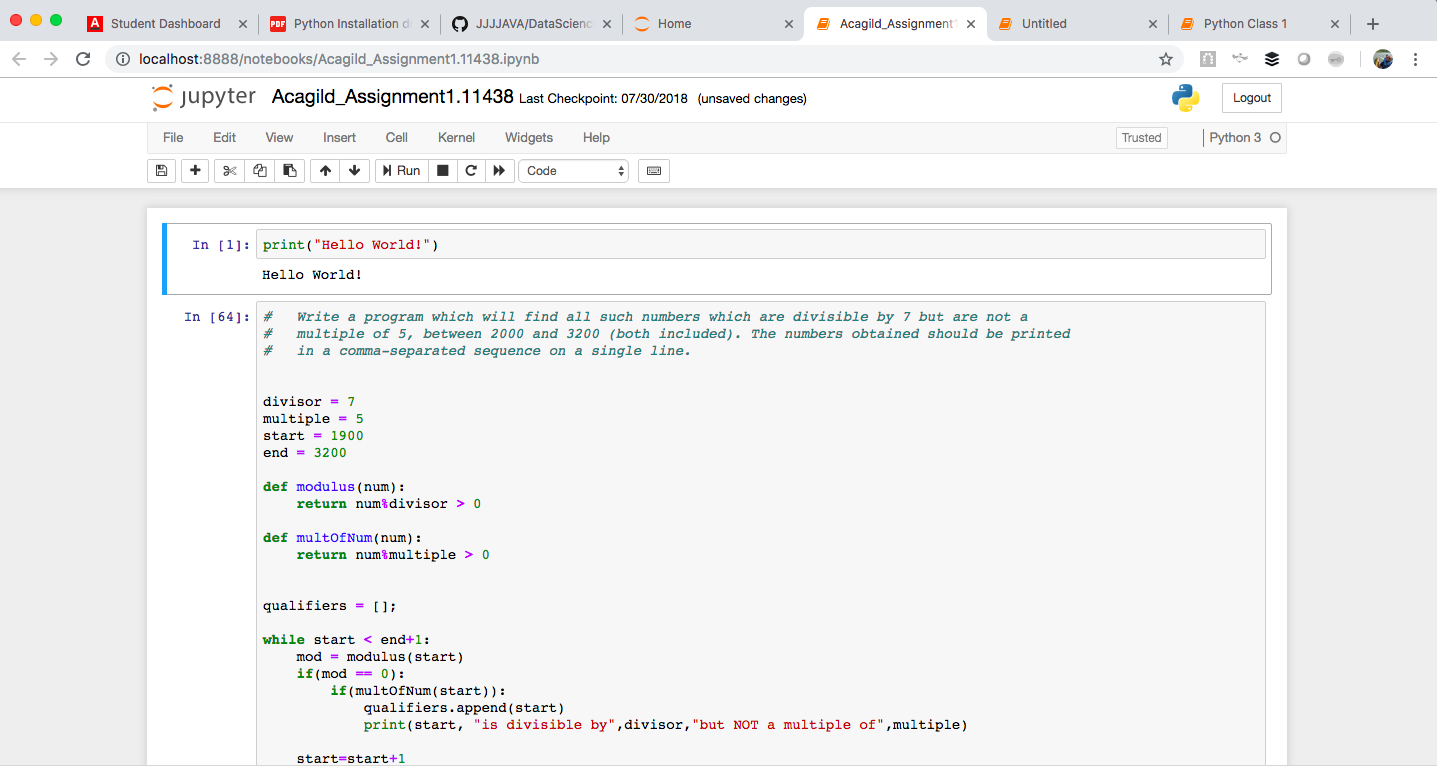 Student Dashboard
Python Installation d
JJJJAVA/DataScienc
Home
Acagild_Assignment
Untitled
Python Class 1
localhost:8888/notebooks/Acagild_Assignment1.11438.ipynb
jupyter Acagild_Assignment1.11438 Last Checkpoint: 07/30/2018 (unsaved changes)
Logout
File Edit View Insert Cell Kernel Widgets Help
Trusted
Python 3
Run
Code
In [1]: print("Hello World!")
Hello World!
In [64]: #   Write a program which will find all such numbers which are divisible by 7 but are not a
#   multiple of 5, between 2000 and 3200 (both included). The numbers obtained should be printed
#   in a comma-separated sequence on a single line.
divisor = 7
multiple = 5
start = 1900
end = 3200
def modulus(num):
    return num%divisor > 0
def multOfNum(num):
    return num%multiple > 0
qualifiers = [];
while start < end+1:
    mod = modulus(start)
    if(mod == 0):
        if(multOfNum(start)):
            qualifiers.append(start)
            print(start, "is divisible by",divisor,"but NOT a multiple of",multiple)
    start=start+1